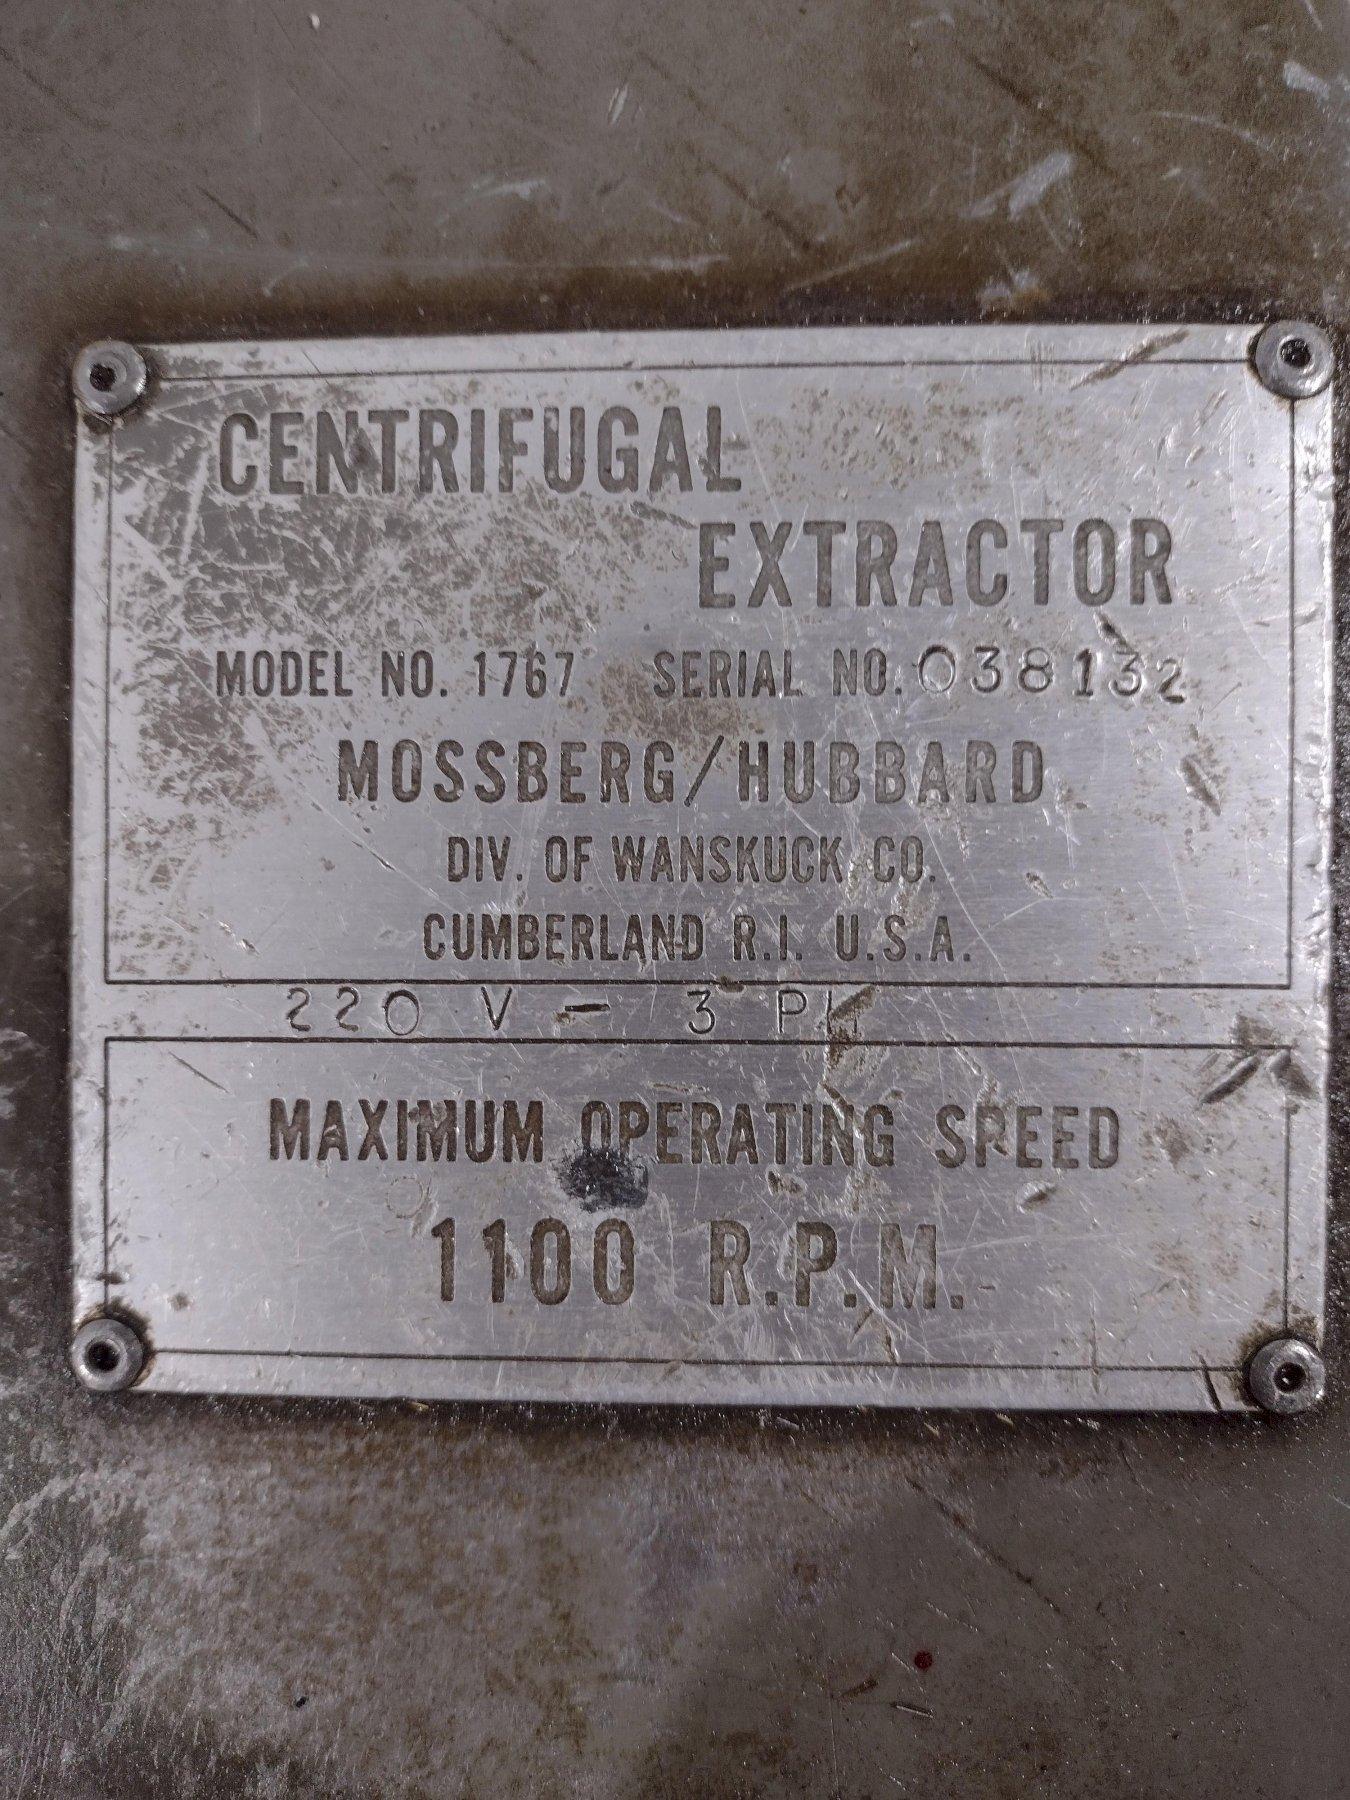 CENTRIFUGAL
EXTRACTOR
MODEL NO. 1767 SERIAL NO. 038132
MOSSBERG/HUBBARD
DIV. OF WANSKUCK CO.
CUMBERLAND R.I. U.S.A.
220 V - 3 PH
MAXIMUM OPERATING SPEED
1100 R.P.M.